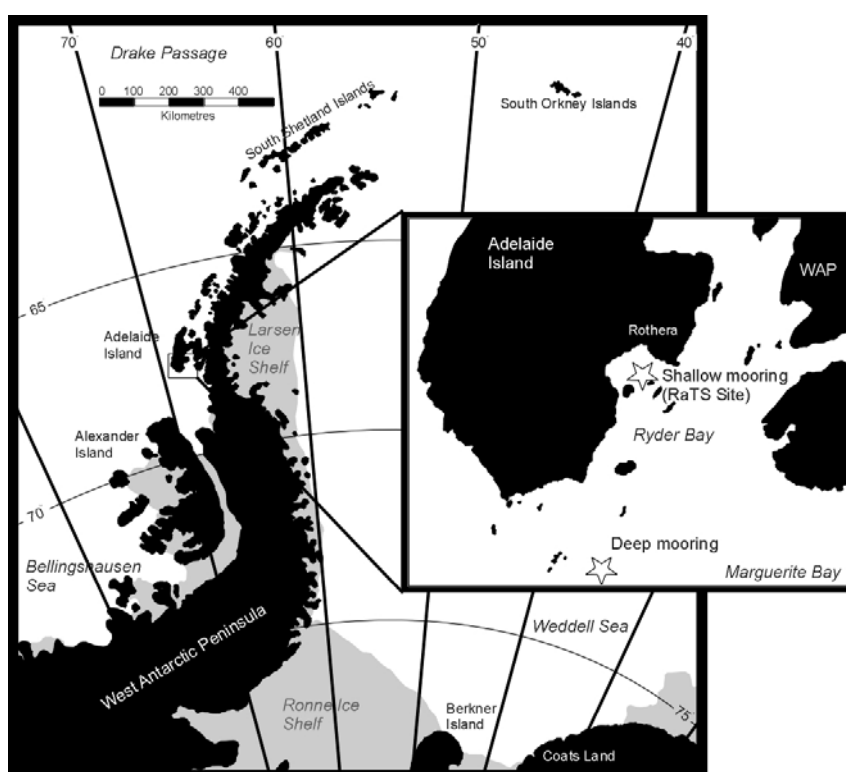 70°
60°
50°
40°
Drake Passage
0 100 200 300 400
Kilometres
South Shetland Islands
South Orkney Islands
65
Adelaide
Island
Larsen
Ice
Shelf
Alexander
Island
70
Bellingshausen
Sea
West Antarctic Peninsula
Ronne Ice
Shelf
Berkner
Island
Weddell Sea
75
Coats Land
Adelaide
Island
WAP
Rothera
Shallow mooring
(RaTS Site)
Ryder Bay
Deep mooring
Marguerite Bay